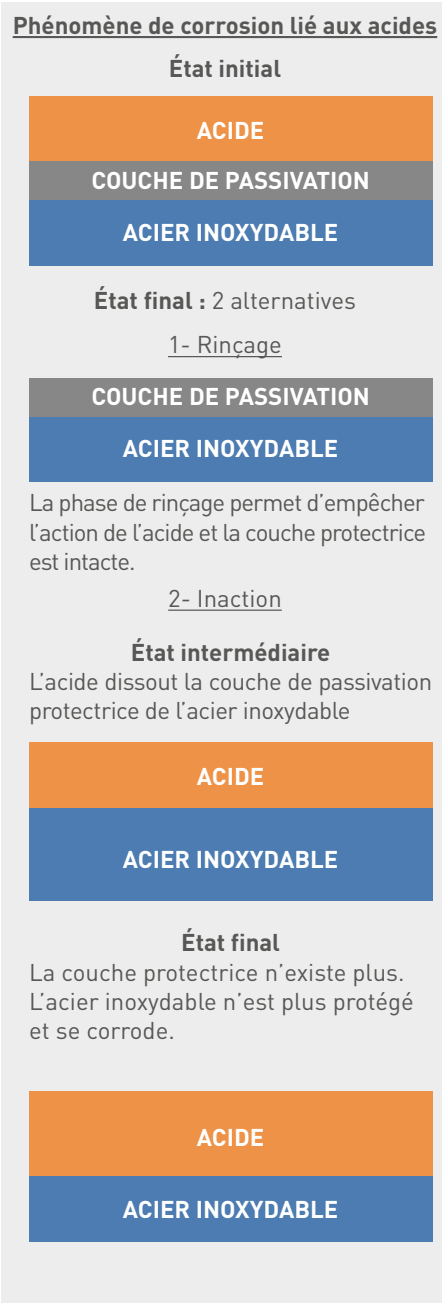 Phénomène de corrosion lié aux acides
État initial
ACIDE
COUCHE DE PASSIVATION
ACIER INOXYDABLE
État final : 2 alternatives
1- Rinçage
COUCHE DE PASSIVATION
ACIER INOXYDABLE
La phase de rinçage permet d’empêcher
l’action de l’acide et la couche protectrice
est intacte.
2- Inaction
État intermédiaire
L’acide dissout la couche de passivation
protectrice de l’acier inoxydable
ACIDE
ACIER INOXYDABLE
État final
La couche protectrice n’existe plus.
L’acier inoxydable n’est plus protégé
et se corrode.
ACIDE
ACIER INOXYDABLE